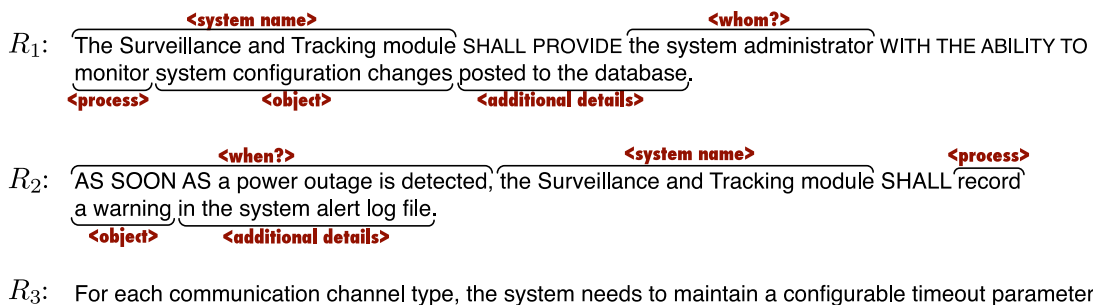 <system name> <whom?>
R1: The Surveillance and Tracking module SHALL PROVIDE the system administrator WITH THE ABILITY TO
monitor system configuration changes posted to the database.
<process> <object> <additional details>
<when?> <system name> <process>
R2: AS SOON AS a power outage is detected, the Surveillance and Tracking module SHALL record
a warning in the system alert log file.
<object> <additional details>
R3: For each communication channel type, the system needs to maintain a configurable timeout parameter